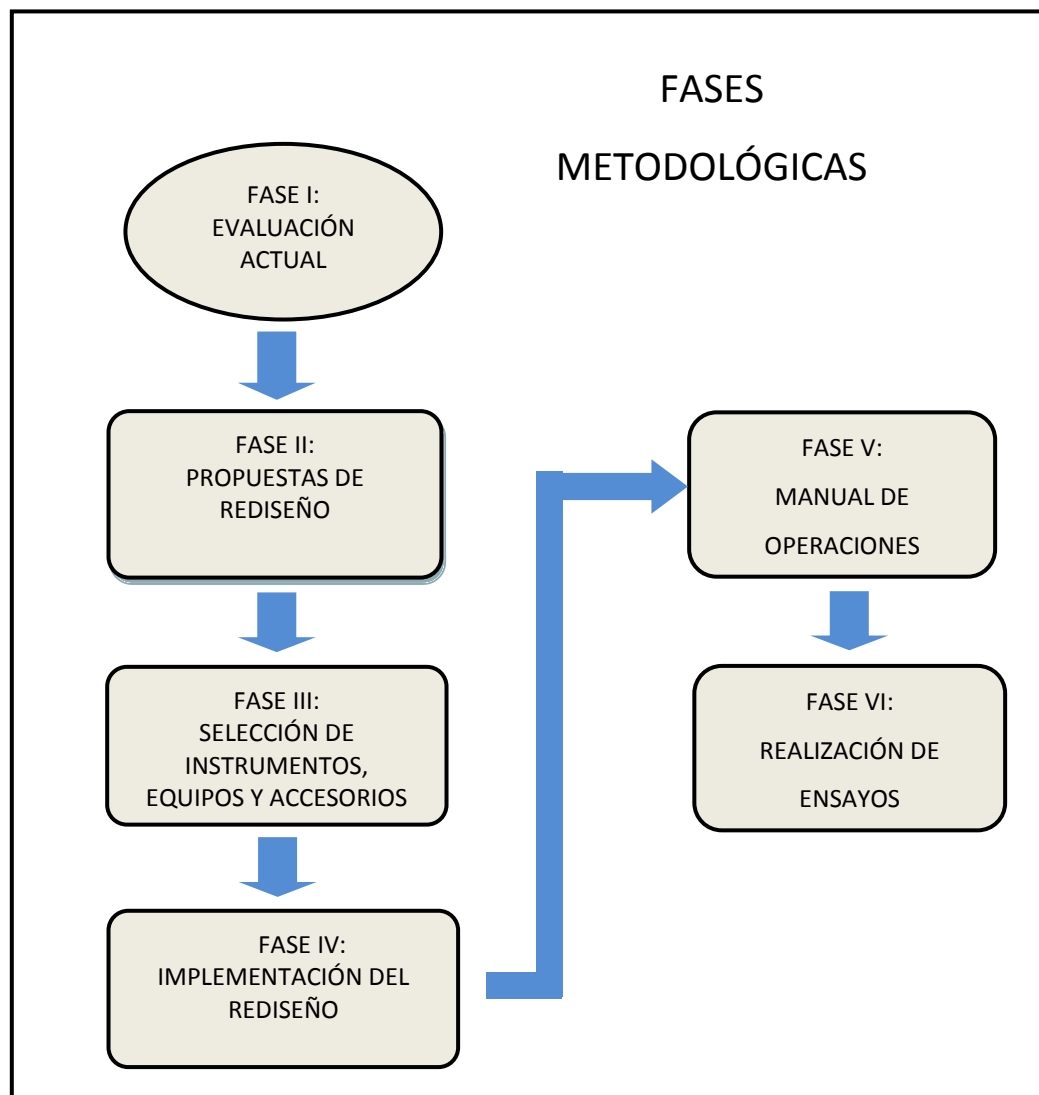 FASES
METODOLÓGICAS
FASE I:
EVALUACIÓN
ACTUAL
FASE II:
PROPUESTAS DE
REDISEÑO
FASE III:
SELECCIÓN DE
INSTRUMENTOS,
EQUIPOS Y ACCESORIOS
FASE IV:
IMPLEMENTACIÓN DEL
REDISEÑO
FASE V:
MANUAL DE
OPERACIONES
FASE VI:
REALIZACIÓN DE
ENSAYOS